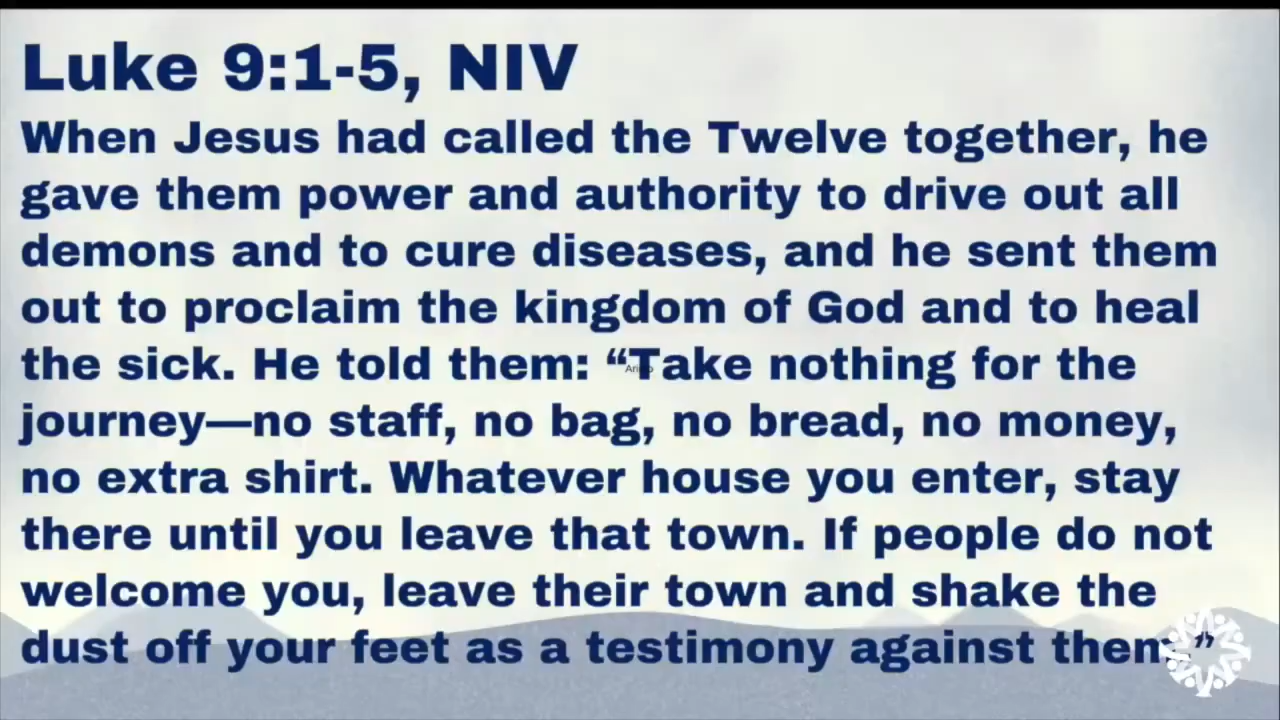 Luke 9:1-5, NIV
When Jesus had called the Twelve together, he
gave them power and authority to drive out all
demons and to cure diseases, and he sent them
out to proclaim the kingdom of God and to heal
the sick. He told them: “Take nothing for the
journey—no staff, no bag, no bread, no money,
no extra shirt. Whatever house you enter, stay
there until you leave that town. If people do not
welcome you, leave their town and shake the
dust off your feet as a testimony against them.”